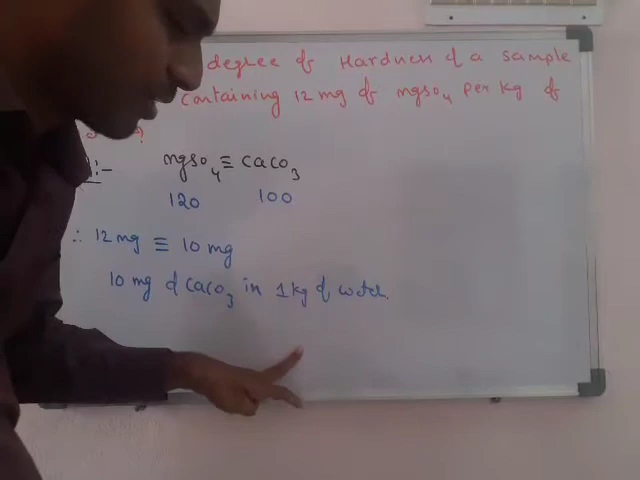 degree of Hardness of a sample
containing 12 mg of mgso4 per kg of
?
:-
mgso4 ≡ caco3
120 100
∴ 12 mg ≡ 10 mg
10 mg of caco3 in 1 kg of water.